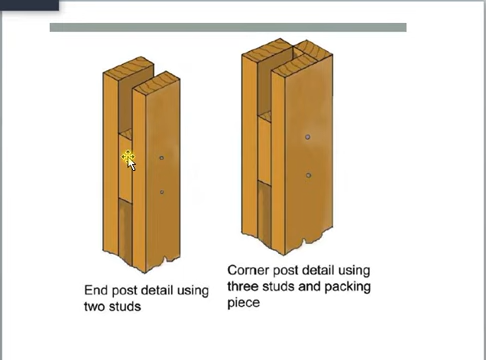 End post detail using
two studs
Corner post detail using
three studs and packing
piece